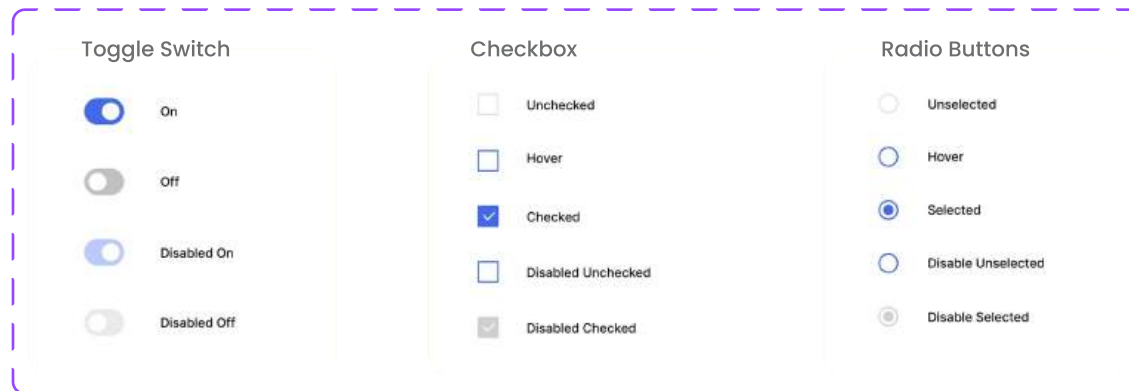 Toggle Switch
On
Off
Disabled On
Disabled Off
Checkbox
Unchecked
Hover
Checked
Disabled Unchecked
Disabled Checked
Radio Buttons
Unselected
Hover
Selected
Disable Unselected
Disable Selected